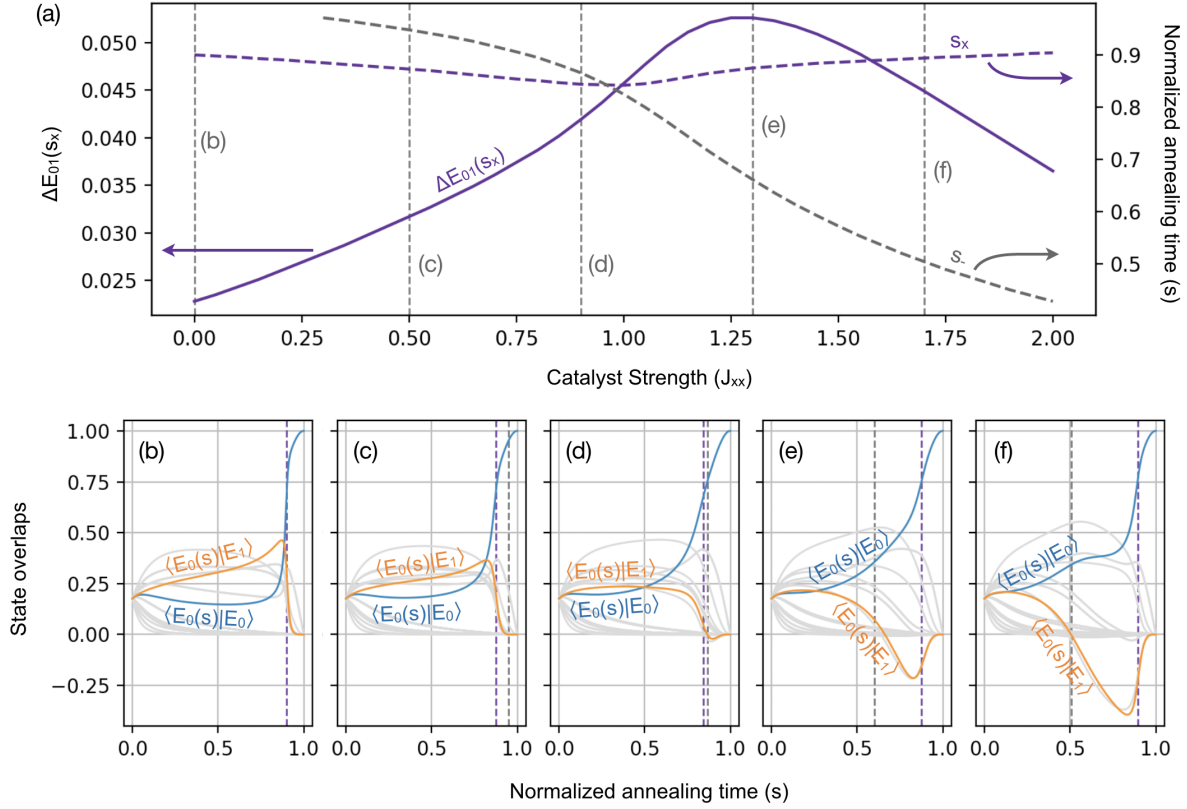 (a)
0.050
0.045
0.040
0.035
0.030
0.025
ΔE₀₁(sₓ)
0.9
0.8
0.7
0.6
0.5
Normalized annealing time (s)
sₓ
(b)
(e)
(f)
ΔE₀₁(sₓ)
(c)
(d)
s₋
0.00 0.25 0.50 0.75 1.00 1.25 1.50 1.75 2.00
Catalyst Strength (Jₓₓ)
State overlaps
1.00
0.75
0.50
0.25
0.00
−0.25
(b)
⟨E₀(s)|E₁⟩
⟨E₀(s)|E₀⟩
0.0 0.5 1.0
(c)
⟨E₀(s)|E₁⟩
⟨E₀(s)|E₀⟩
0.0 0.5 1.0
(d)
⟨E₀(s)|E₁⟩
⟨E₀(s)|E₀⟩
0.0 0.5 1.0
(e)
⟨E₀(s)|E₀⟩
⟨E₀(s)|E₁⟩
0.0 0.5 1.0
(f)
⟨E₀(s)|E₀⟩
⟨E₀(s)|E₁⟩
0.0 0.5 1.0
Normalized annealing time (s)